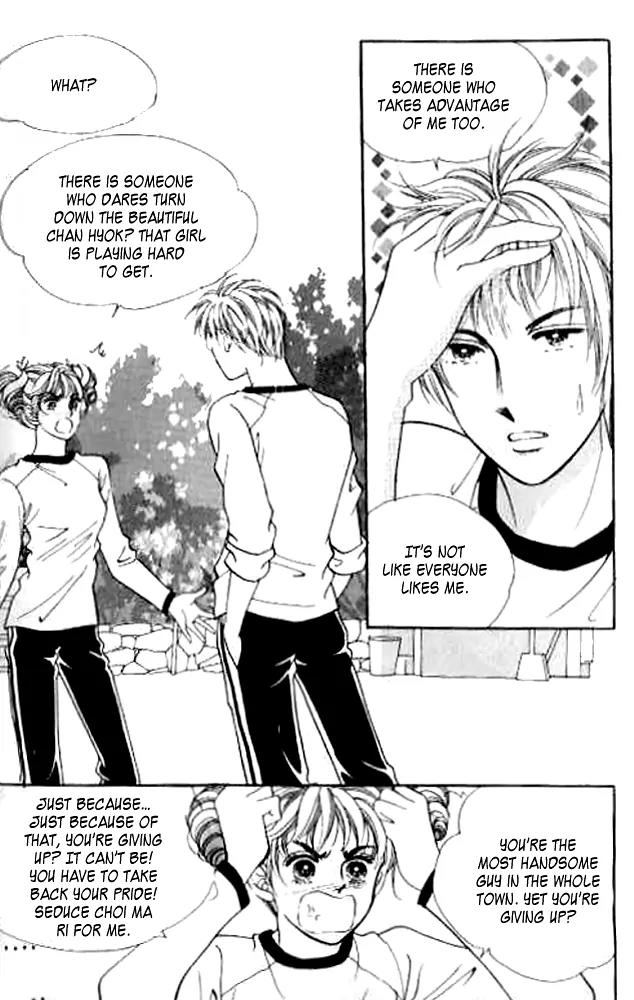 THERE IS
SOMEONE WHO
TAKES ADVANTAGE
OF ME TOO.
IT'S NOT
LIKE EVERYONE
LIKES ME.
WHAT?
THERE IS SOMEONE
WHO DARES TURN
DOWN THE BEAUTIFUL
CHAN HYOK? THAT GIRL
IS PLAYING HARD
TO GET.
YOU'RE THE
MOST HANDSOME
GUY IN THE WHOLE
TOWN. YET YOU'RE
GIVING UP?
JUST BECAUSE...
JUST BECAUSE OF
THAT, YOU'RE GIVING
UP? IT CAN'T BE!
YOU HAVE TO TAKE
BACK YOUR PRIDE!
SEDUCE CHOI MA
RI FOR ME.
....